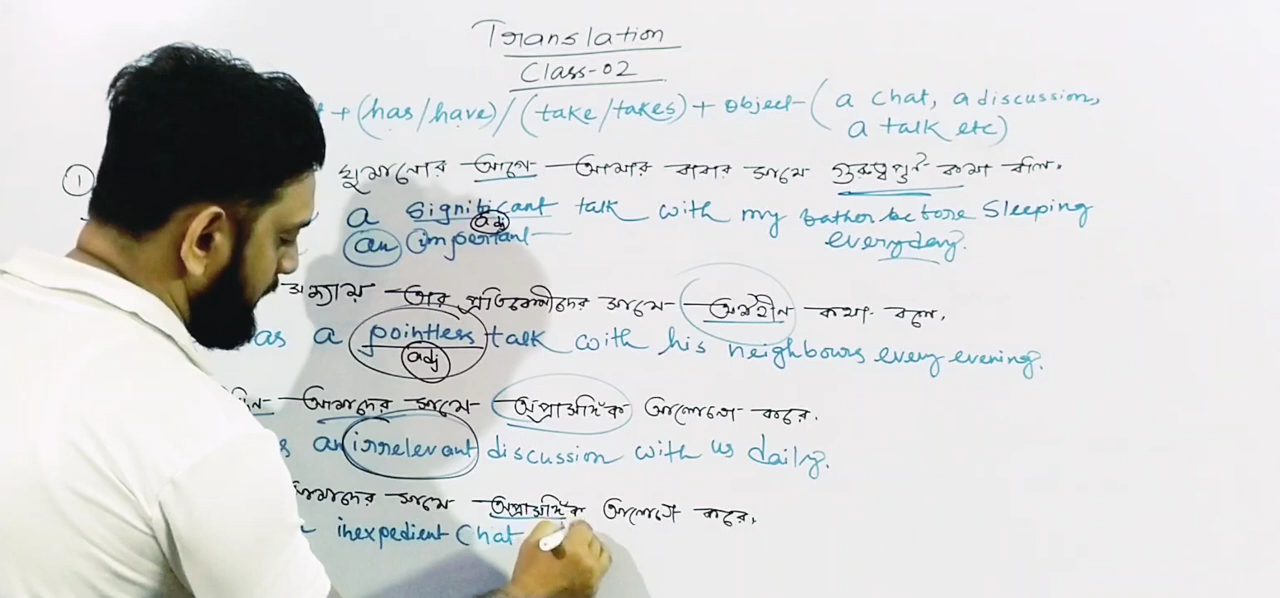 Translation
Class-02
+ (has/have)/(take/takes) + object - (a chat, a discussion,
a talk etc)
① ঘুমানোর আগে আমার বাবার সাথে গুরুত্বপুর্ন কথা বলি।
a significant talk with my father before sleeping
adj
an important everyday.
সন্ধ্যায় তার প্রতিবেশীদের সাথে অর্থহীন কথা বলে।
as a pointless talk with his neighbours every evening.
adj
আমাদের সাথে অপ্রাসঙ্গিক আলোচনা করে।
an irrelevant discussion with us daily.
আমাদের সাথে অপ্রাসঙ্গিক আলোচনা করে।
inexpedient chat